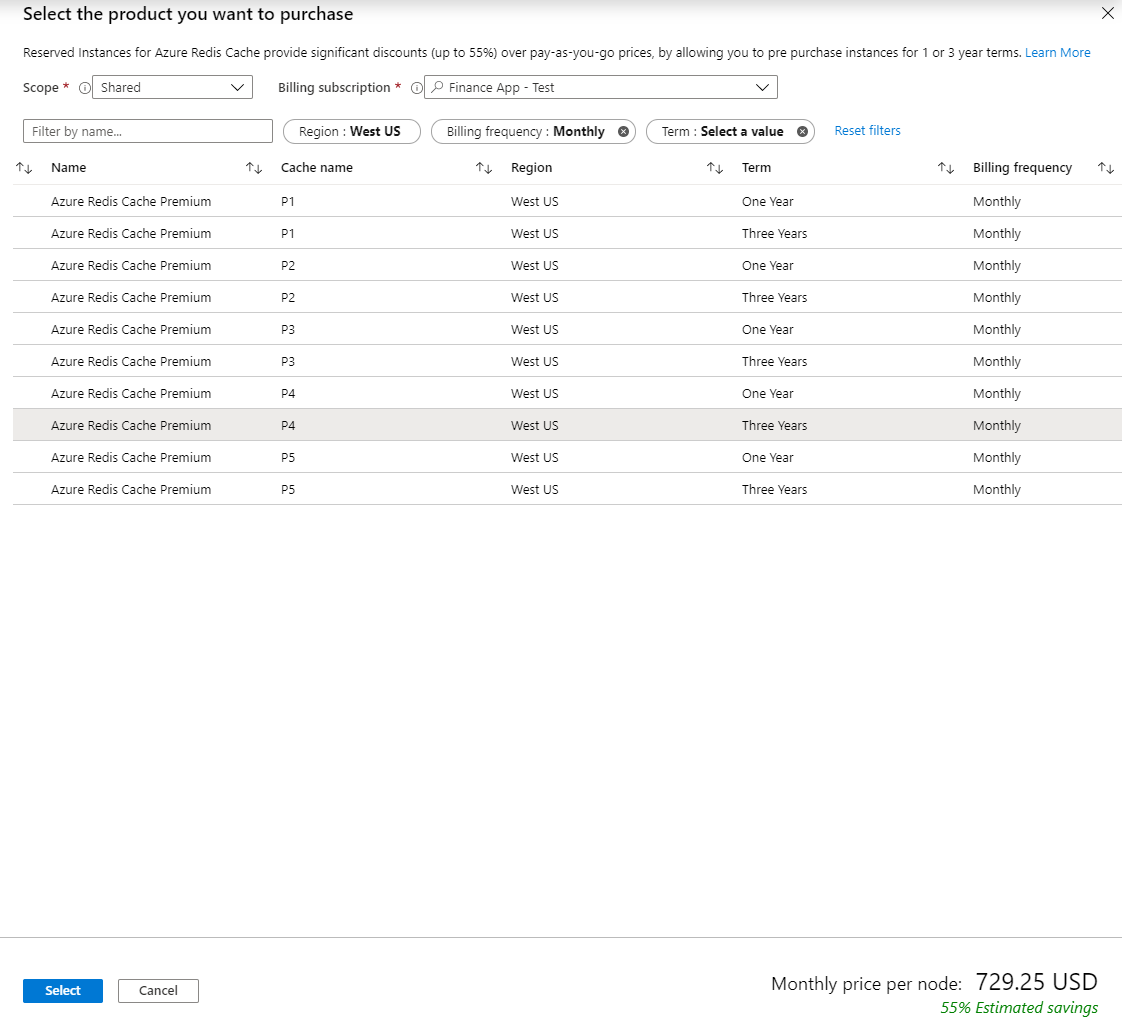 Select the product you want to purchase
Reserved Instances for Azure Redis Cache provide significant discounts (up to 55%) over pay-as-you-go prices, by allowing you to pre purchase instances for 1 or 3 year terms. Learn More
Scope * Shared Billing subscription * Finance App - Test
Filter by name... Region : West US Billing frequency : Monthly Term : Select a value Reset filters
Name Cache name Region Term Billing frequency
Azure Redis Cache Premium P1 West US One Year Monthly
Azure Redis Cache Premium P1 West US Three Years Monthly
Azure Redis Cache Premium P2 West US One Year Monthly
Azure Redis Cache Premium P2 West US Three Years Monthly
Azure Redis Cache Premium P3 West US One Year Monthly
Azure Redis Cache Premium P3 West US Three Years Monthly
Azure Redis Cache Premium P4 West US One Year Monthly
Azure Redis Cache Premium P4 West US Three Years Monthly
Azure Redis Cache Premium P5 West US One Year Monthly
Azure Redis Cache Premium P5 West US Three Years Monthly
Select Cancel Monthly price per node: 729.25 USD
55% Estimated savings